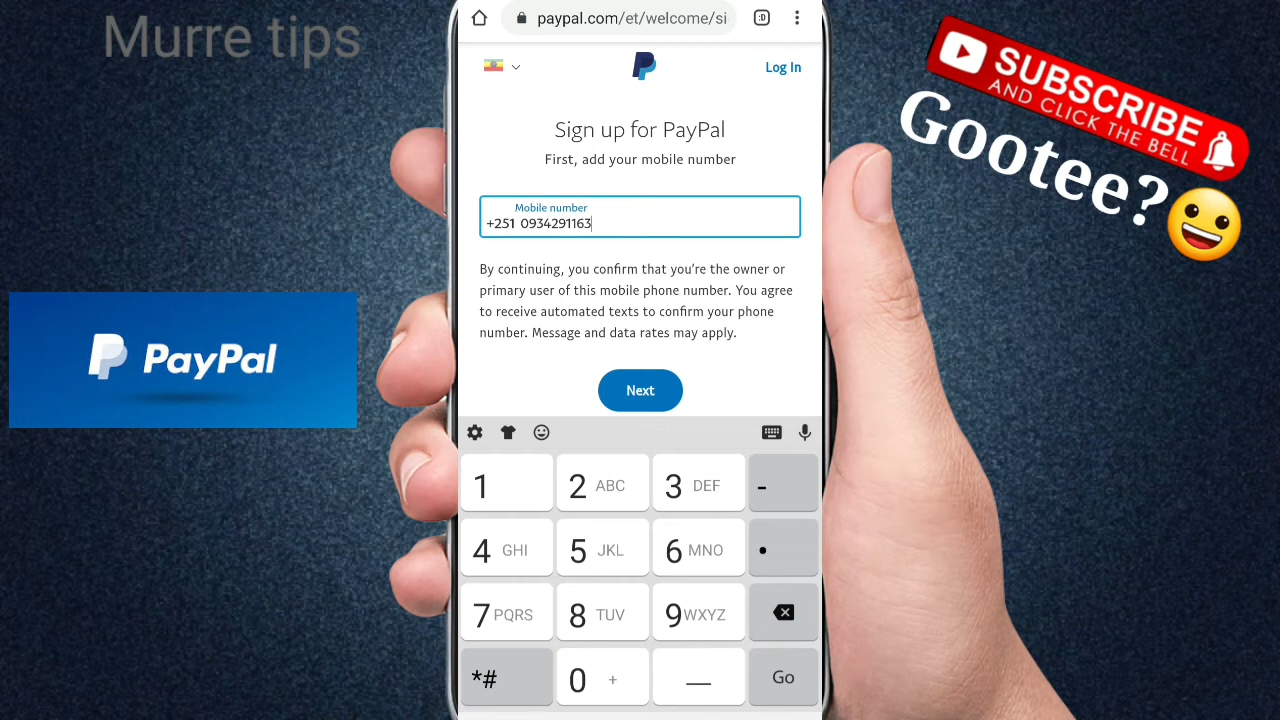 Murre tips
paypal.com/et/welcome/si
:D
Log In
Sign up for PayPal
First, add your mobile number
Mobile number
+251 0934291163
By continuing, you confirm that you're the owner or
primary user of this mobile phone number. You agree
to receive automated texts to confirm your phone
number. Message and data rates may apply.
Next
1
2 ABC
3 DEF
-
4 GHI
5 JKL
6 MNO
.
7 PQRS
8 TUV
9 WXYZ
*#
0 +
Go
PayPal
SUBSCRIBE
AND CLICK THE BELL
Gootee?